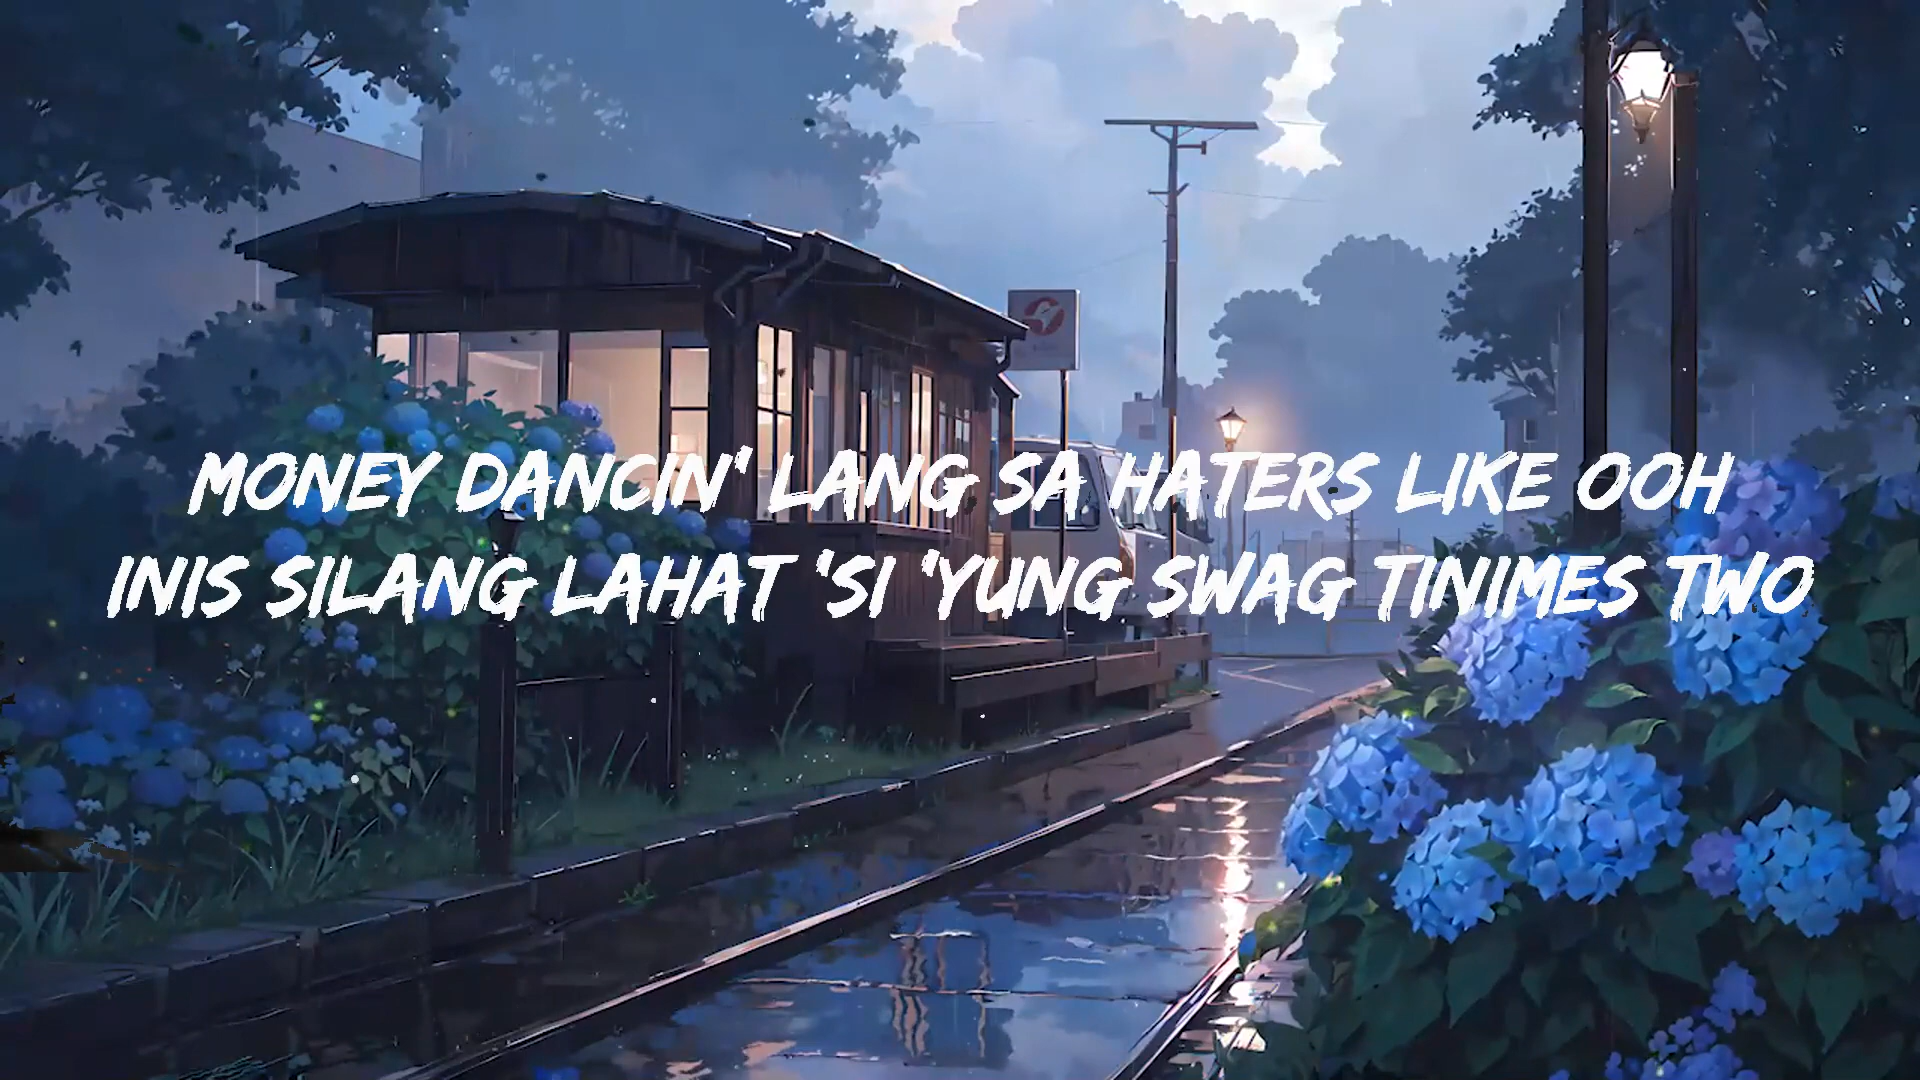 MONEY DANCIN' LANG SA HATERS LIKE OOH
INIS SILANG LAHAT 'SI 'YUNG SWAG TINIMES TWO